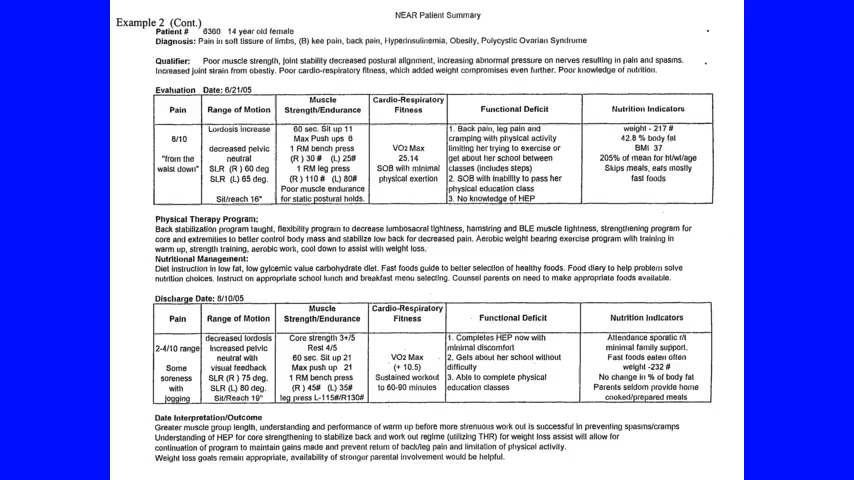 NEAR Patient Summary
Example 2 (Cont.)
Patient # 6360 14 year old female
Diagnosis: Pain in soft tissue of limbs, (B) kee pain, back pain, Hyperinsulinemia, Obesity, Polycystic Ovarian Syndrome
Qualifier: Poor muscle strength, joint stability decreased postural alignment, increasing abnormal pressure on nerves resulting in pain and spasms.
Increased joint strain from obestiy. Poor cardio-respiratory fitness, which added weight compromises even further. Poor knowledge of nutrition.
Evaluation Date: 6/21/05
Pain Range of Motion Muscle Strength/Endurance Cardio-Respiratory Fitness Functional Deficit Nutrition Indicators
Lordosis increase 60 sec. Sit up 11 1. Back pain, leg pain and weight - 217 #
8/10 Max Push ups 6 cramping with physical activity 42.8 % body fat
decreased pelvic 1 RM bench press VO2 Max limiting her trying to exercise or BMI 37
"from the neutral (R) 30# (L) 25# 25.14 get about her school between 205% of mean for ht/wt/age
waist down" SLR (R) 60 deg 1 RM leg press SOB with minimal classes (includes steps) Skips meals, eats mostly
SLR (L) 65 deg. (R) 110# (L) 80# physical exertion 2. SOB with inability to pass her fast foods
Poor muscle endurance physical education class
Sit/reach 16" for static postural holds. 3. No knowledge of HEP
Physical Therapy Program:
Back stabilization program taught, flexibility program to decrease lumbosacral tightness, hamstring and BLE muscle tightness, strengthening program for
core and extremities to better control body mass and stabilize low back for decreased pain. Aerobic weight bearing exercise program with training in
warm up, strength training, aerobic work, cool down to assist with weight loss.
Nutritional Management:
Diet instruction in low fat, low gylcemic value carbohydrate diet. Fast foods guide to better selection of healthy foods. Food diary to help problem solve
nutrition choices. Instruct on appropriate school lunch and breakfast menu selecting. Counsel parents on need to make appropriate foods available.
Discharge Date: 8/10/05
Pain Range of Motion Muscle Strength/Endurance Cardio-Respiratory Fitness Functional Deficit Nutrition Indicators
decreased lordosis Core strength 3+/5 1. Completes HEP now with Attendance sporatic r/t
2-4/10 range Increased pelvic Rest 4/5 minimal discomfort minimal family support.
neutral with 60 sec. Sit up 21 VO2 Max 2. Gets about her school without Fast foods eaten often
Some visual feedback Max push up 21 (+ 10.5) difficulty weight -232 #
soreness SLR (R) 75 deg. 1 RM bench press Sustained workout 3. Able to complete physical No change in % of body fat
with SLR (L) 80 deg. (R) 45# (L) 35# to 60-90 minutes education classes Parents seldom provide home
jogging Sit/Reach 19" leg press L-115#/R130# cooked/prepared meals
Date Interpretation/Outcome
Greater muscle group length, understanding and performance of warm up before more strenuous work out is successful in preventing spasms/cramps
Understanding of HEP for core strengthening to stabilize back and work out regime (utilizing THR) for weight loss assist will allow for
continuation of program to maintain gains made and prevent return of back/leg pain and limitation of physical activity.
Weight loss goals remain appropriate, availability of stronger parental involvement would be helpful.